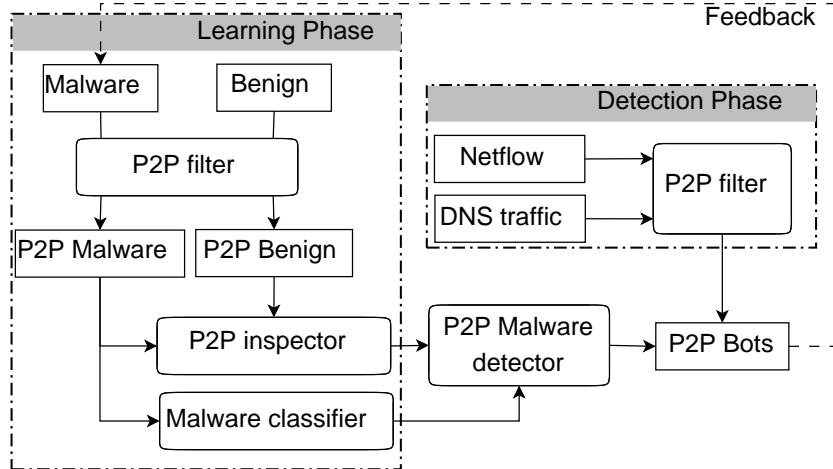 Feedback
Learning Phase
Malware
Benign
P2P filter
P2P Malware
P2P Benign
P2P inspector
Malware classifier
Detection Phase
Netflow
DNS traffic
P2P filter
P2P Malware
detector
P2P Bots